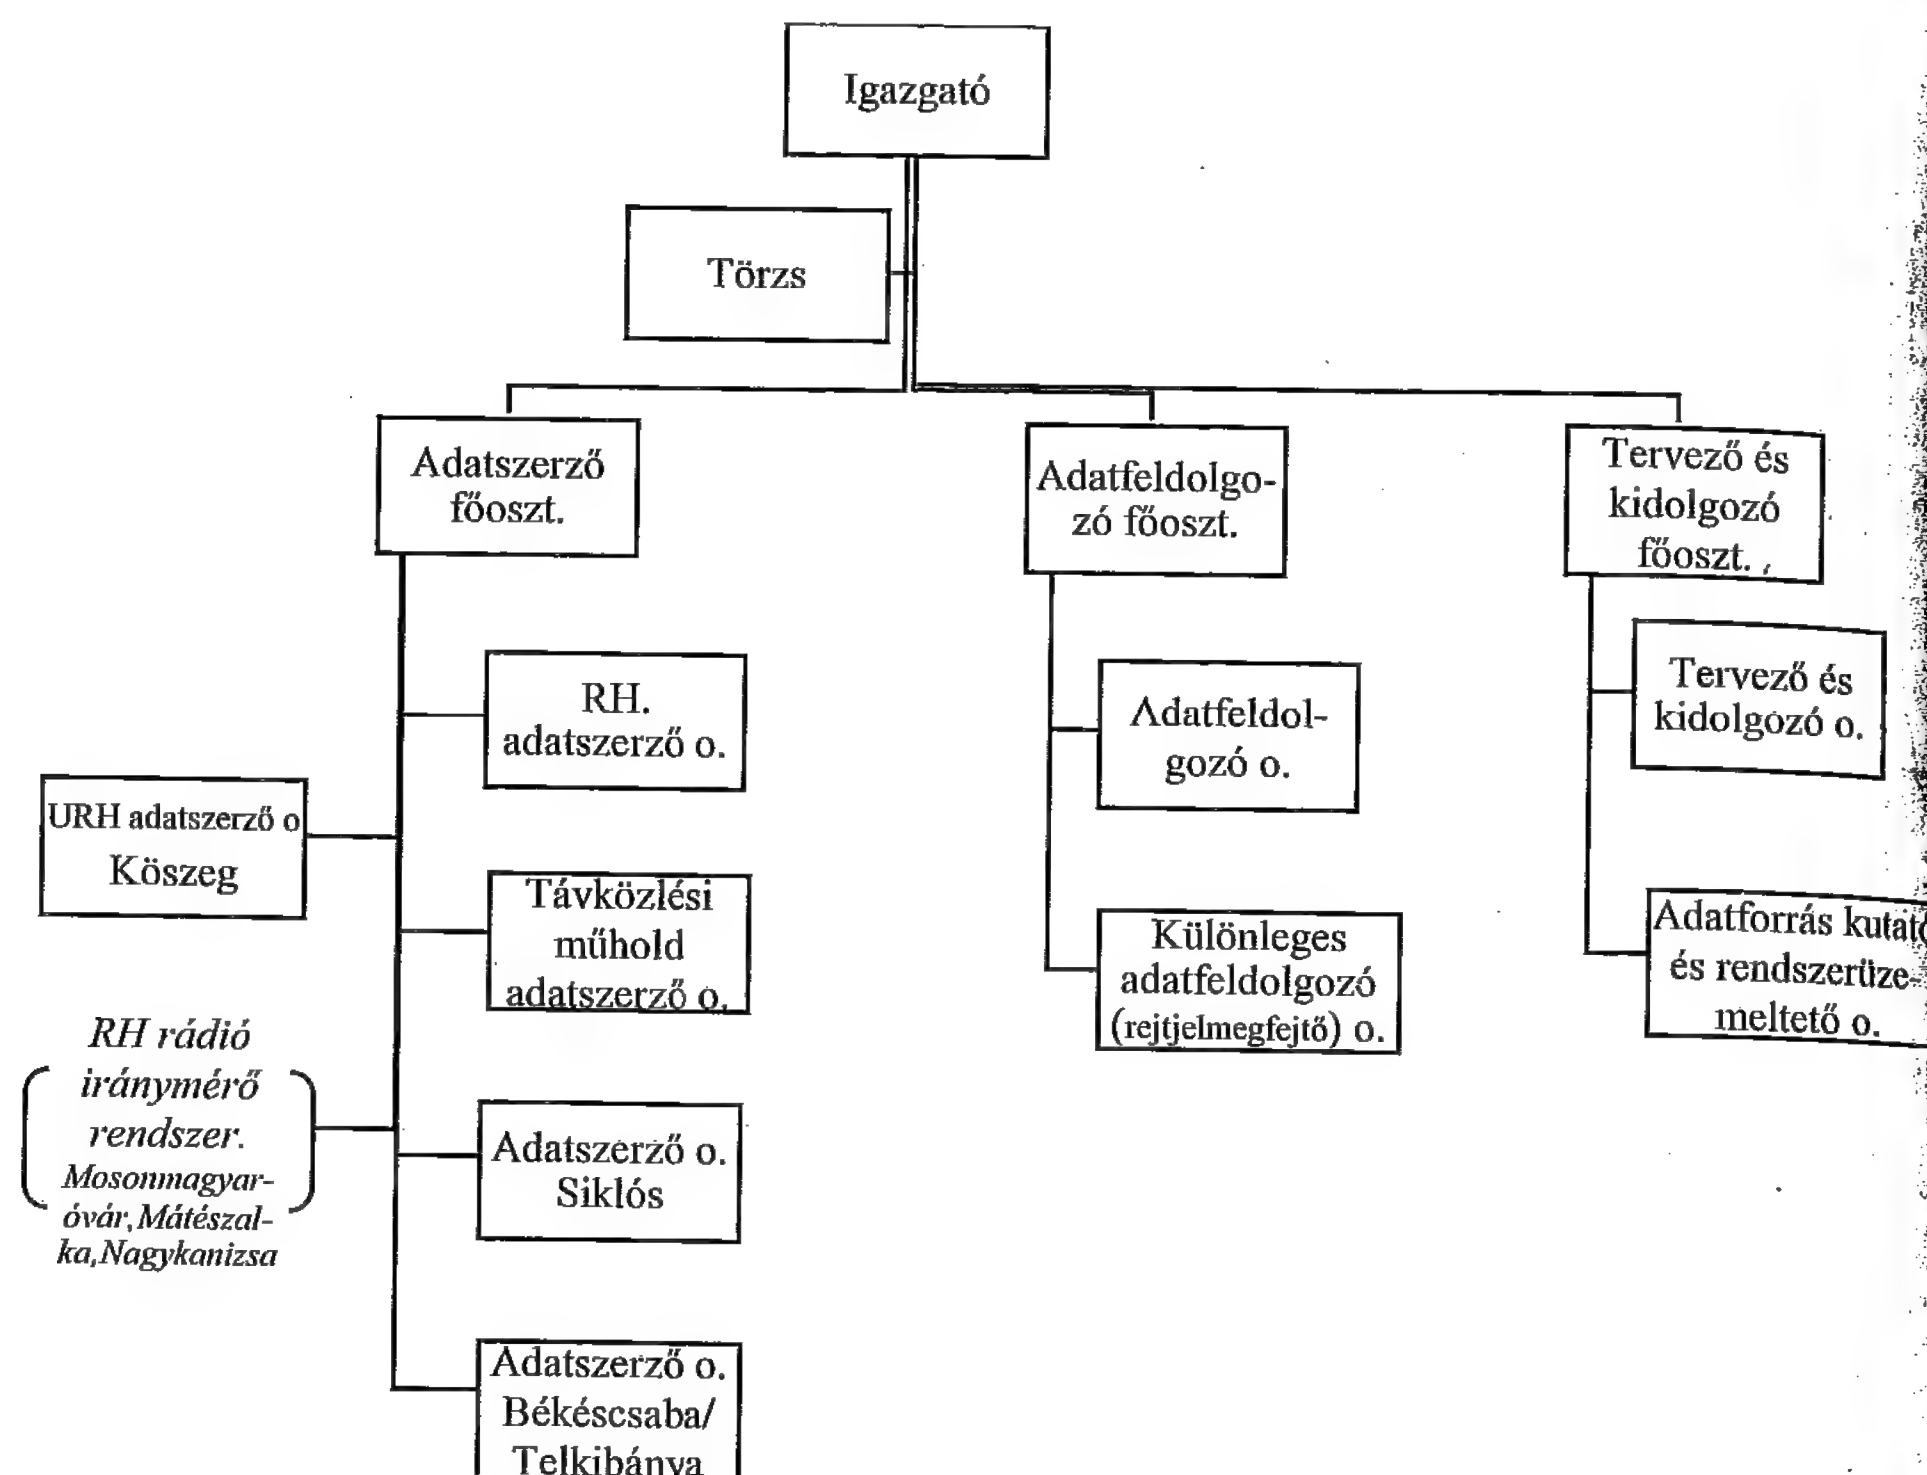 Igazgató
Törzs
Adatszerző
főoszt.
Adatfeldolgo-
zó főoszt.
Tervező és
kidolgozó
főoszt.
RH.
adatszerző o.
Adatfeldol-
gozó o.
Tervező és
kidolgozó o.
URH adatszerző o
Köszeg
Távközlési
műhold
adatszerző o.
Különleges
adatfeldolgozó
(rejtjelmegfejtő) o.
Adatforrás kutató
és rendszerüze-
meltető o.
RH rádió
iránymérő
rendszer.
Mosonmagyar-
óvár, Mátészal-
ka, Nagykanizsa
Adatszerző o.
Siklós
Adatszerző o.
Békéscsaba/
Telkibánya